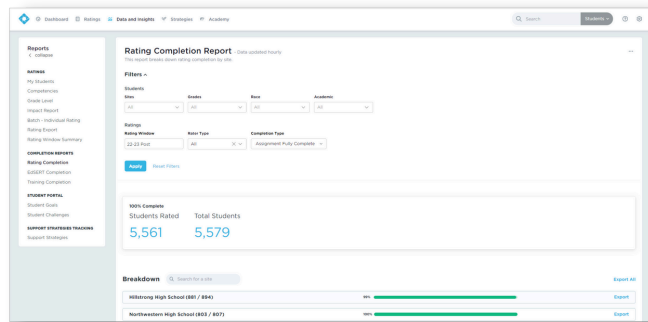 Dashboard Ratings Data and Insights Strategies Academy Search Students
Reports
collapse
RATINGS
My Students
Competencies
Grade Level
Impact Report
Batch - Individual Rating
Rating Export
Rating Window Summary
COMPLETION REPORTS
Rating Completion
EdSERT Completion
Training Completion
STUDENT PORTAL
Student Goals
Student Challenges
SUPPORT STRATEGIES TRACKING
Support Strategies
Rating Completion Report - Data updated hourly
This report breaks down rating completion by site.
Filters
Students
Sites Grades Race Academic
All All All All
Ratings
Rating Window Rater Type Completion Type
22-23 Post All Assignment Fully Complete
Apply Reset Filters
100% Complete
Students Rated Total Students
5,561 5,579
Breakdown Search for a site Export All
Hillstrong High School (881 / 894) 99% Export
Northwestern High School (803 / 807) 100% Export